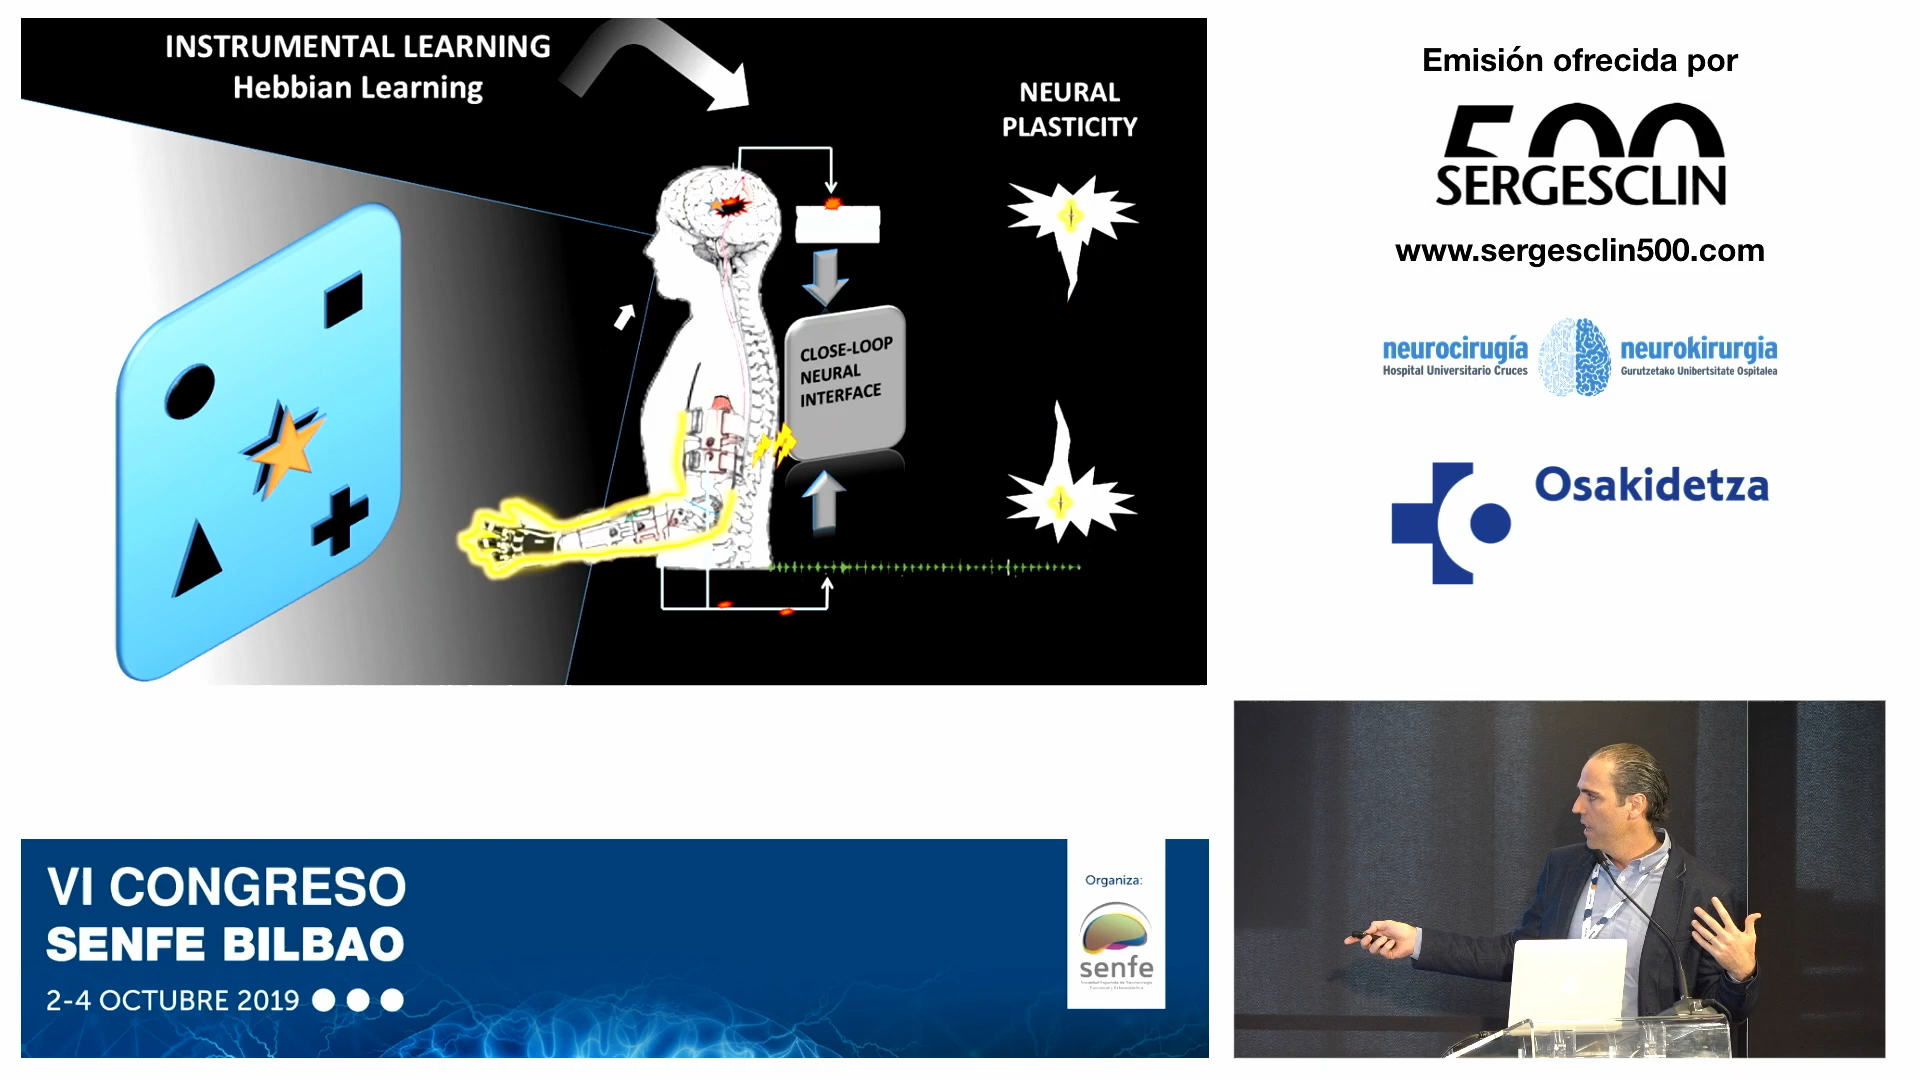 INSTRUMENTAL LEARNING
Hebbian Learning
NEURAL
PLASTICITY
CLOSE-LOOP
NEURAL
INTERFACE
Emisión ofrecida por
500
SERGESCLIN
www.sergesclin500.com
neurocirugía
Hospital Universitario Cruces
neurokirurgia
Gurutzetako Unibertsitate Ospitalea
Osakidetza
VI CONGRESO
SENFE BILBAO
2-4 OCTUBRE 2019
Organiza:
senfe